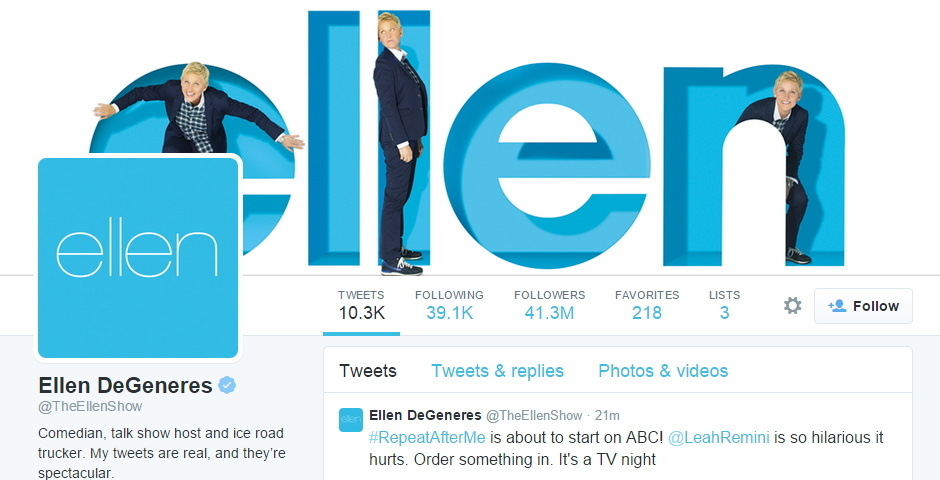 ellen
ellen
TWEETS FOLLOWING FOLLOWERS FAVORITES LISTS
10.3K 39.1K 41.3M 218 3
Follow
Ellen DeGeneres
@TheEllenShow
Comedian, talk show host and ice road
trucker. My tweets are real, and they're
spectacular.
Tweets Tweets & replies Photos & videos
ellen
Ellen DeGeneres @TheEllenShow · 21m
#RepeatAfterMe is about to start on ABC! @LeahRemini is so hilarious it
hurts. Order something in. It's a TV night